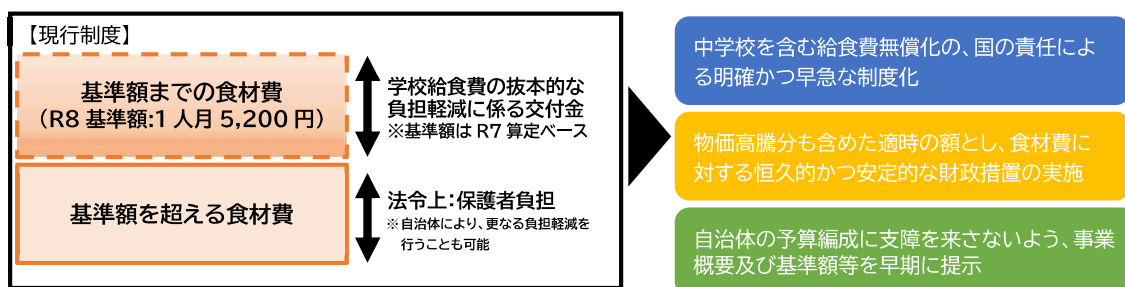 【現行制度】
基準額までの食材費
（R8 基準額:1 人月 5,200 円）
学校給食費の抜本的な
負担軽減に係る交付金
※基準額は R7 算定ベース
基準額を超える食材費
法令上:保護者負担
※自治体により、更なる負担軽減を
行うことも可能
中学校を含む給食費無償化の、国の責任によ
る明確かつ早急な制度化
物価高騰分も含めた適時の額とし、食材費に
対する恒久的かつ安定的な財政措置の実施
自治体の予算編成に支障を来さないよう、事業
概要及び基準額等を早期に提示